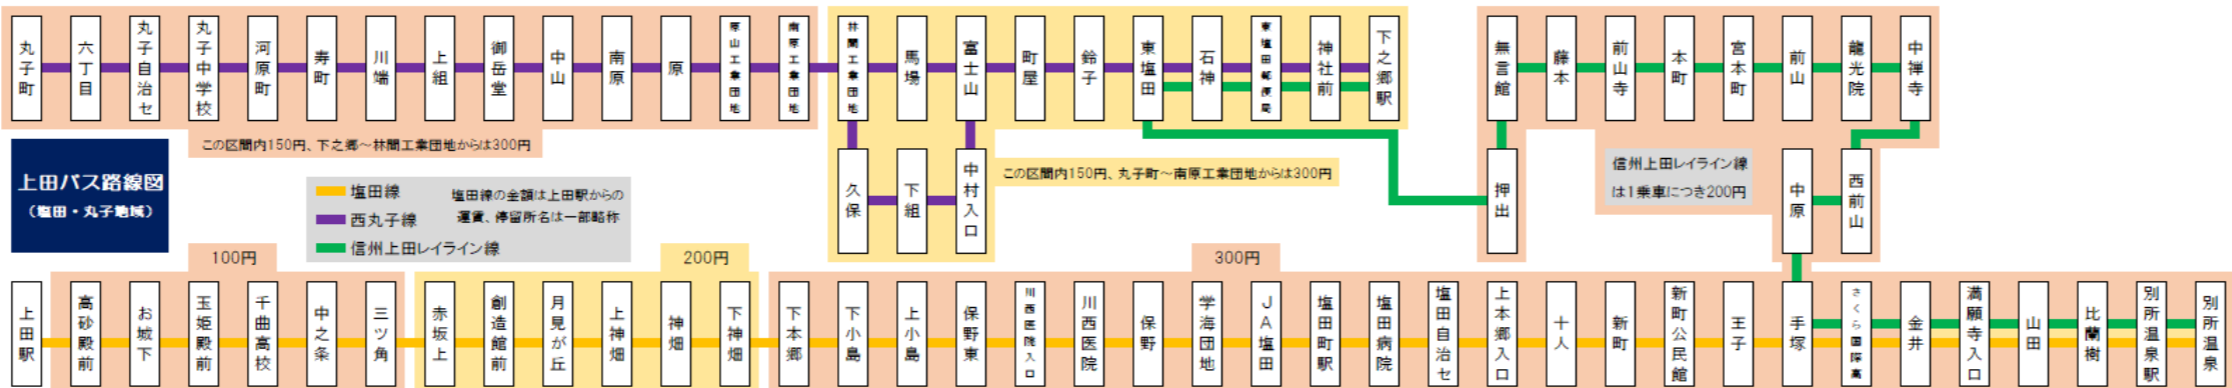 丸子町
六丁目
丸子自治セ
丸子中学校
河原町
寿町
川端
上組
御岳堂
中山
南原
原
原山工業団地
南原工業団地
林間工業団地
馬場
富士山
町屋
鈴子
東塩田
石神
東塩田郵便局
神社前
下之郷駅
無言館
藤本
前山寺
本町
宮本町
前山
龍光院
中禅寺
この区間内150円、下之郷～林間工業団地からは300円
上田バス路線図
（塩田・丸子地域）
塩田線
西丸子線
信州上田レイライン線
塩田線の金額は上田駅からの
運賃、停留所名は一部略称
久保
下組
中村入口
この区間内150円、丸子町～南原工業団地からは300円
押出
信州上田レイライン線
は１乗車につき200円
中原
西前山
100円
200円
300円
上田駅
高砂殿前
お城下
玉姫殿前
千曲高校
中之条
三ツ角
赤坂上
創造館前
月見が丘
上神畑
神畑
下神畑
下本郷
下小島
上小島
保野東
川西医院入口
川西医院
保野
学海団地
ＪＡ塩田
塩田町駅
塩田病院
塩田自治セ
上本郷入口
十人
新町
新町公民館
王子
手塚
さくら国際高
金井
満願寺入口
山田
比蘭樹
別所温泉駅
別所温泉